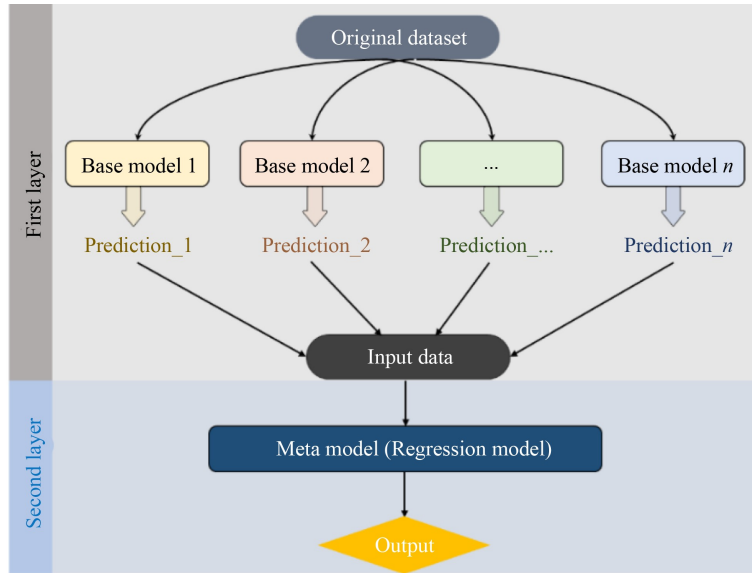 Original dataset
First layer
Base model 1
Base model 2
...
Base model n
Prediction_1
Prediction_2
Prediction_...
Prediction_n
Input data
Second layer
Meta model (Regression model)
Output